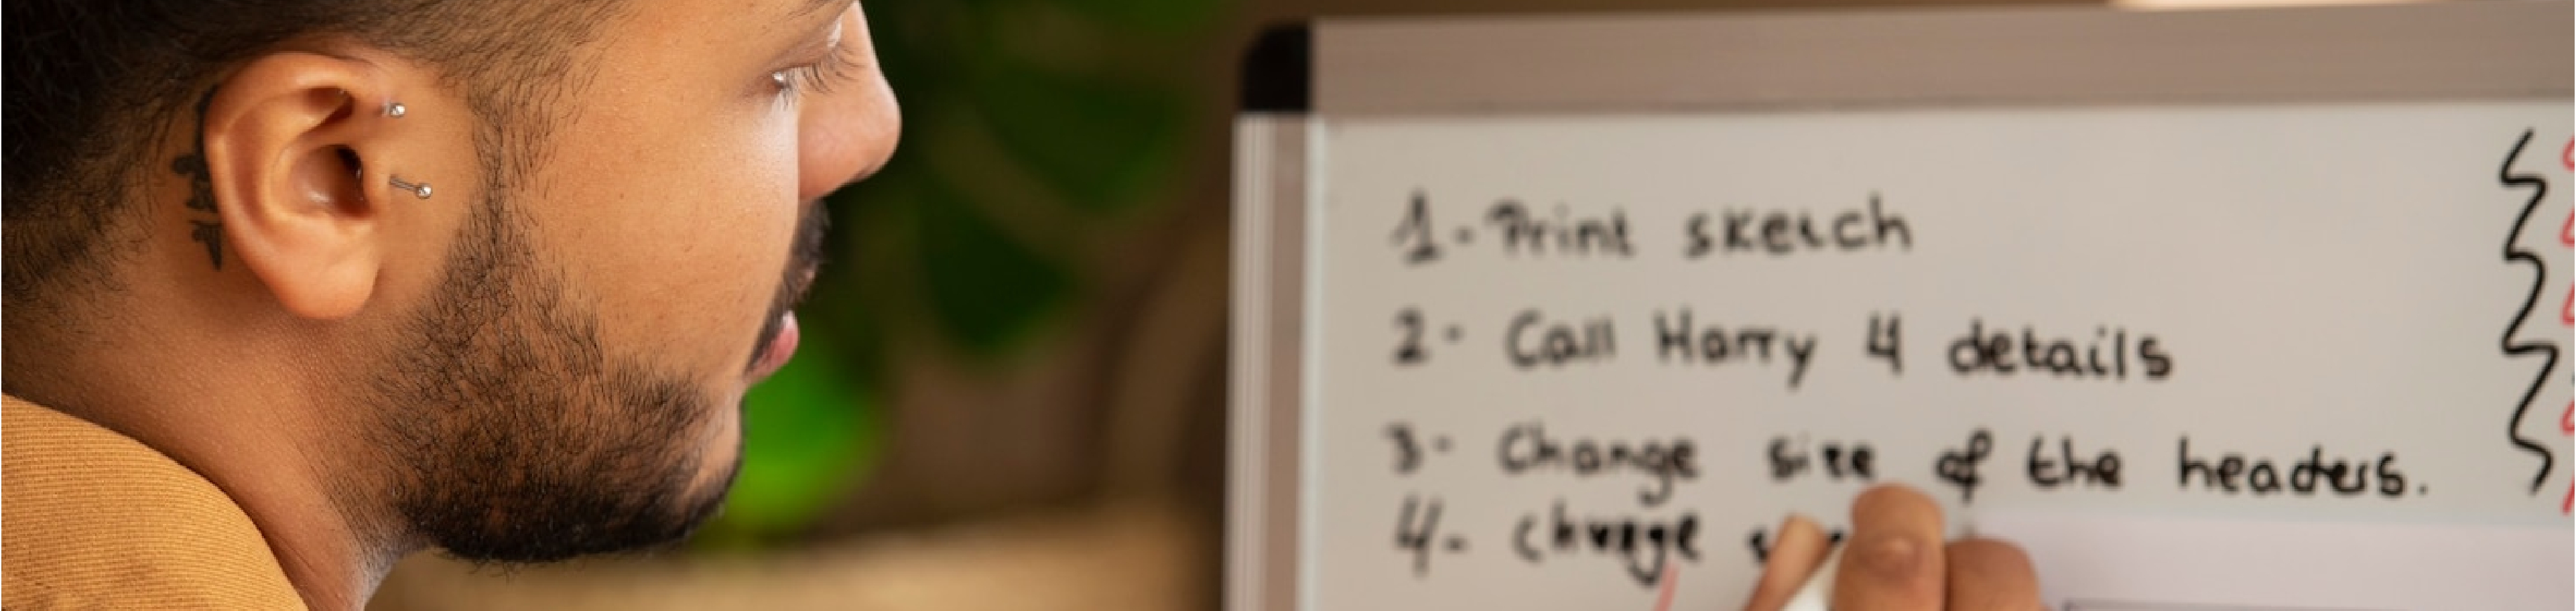 1- Print sketch
2- Call Harry 4 details
3- Change size of the headers.
4- Change